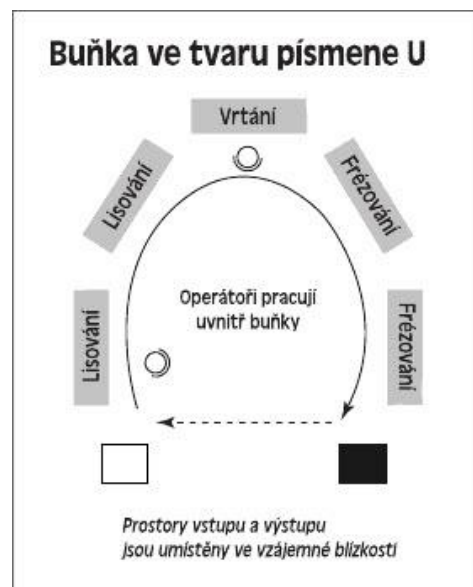 Buňka ve tvaru písmene U
Vrtání
Lisování
Frézování
Operátoři pracují
uvnitř buňky
Lisování
Frézování
Prostory vstupu a výstupu
jsou umístěny ve vzájemné blízkosti